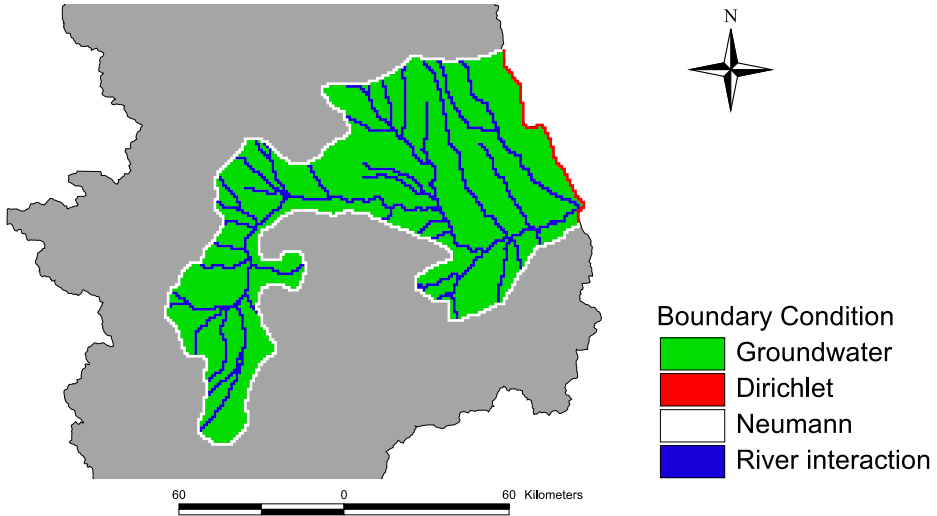 N
Boundary Condition
Groundwater
Dirichlet
Neumann
River interaction
60 0 60 Kilometers